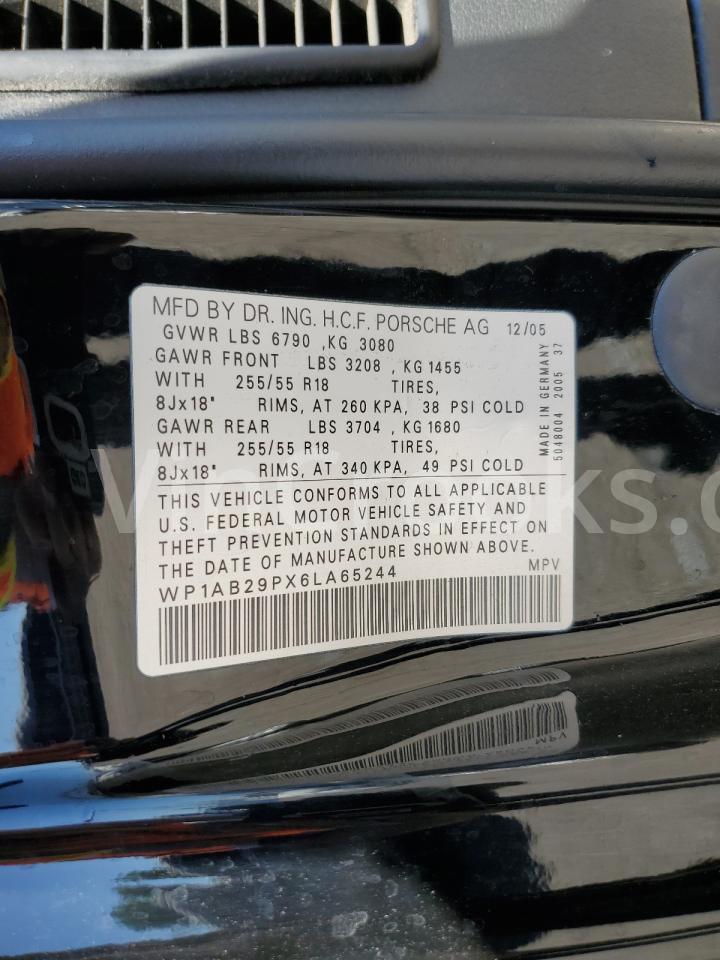 MFD BY DR. ING. H.C.F. PORSCHE AG 12/05
GVWR LBS 6790 ,KG 3080
GAWR FRONT LBS 3208 , KG 1455
WITH 255/55 R18 TIRES,
8Jx18" RIMS, AT 260 KPA, 38 PSI COLD
GAWR REAR LBS 3704 , KG 1680
WITH 255/55 R18 TIRES,
8Jx18" RIMS, AT 340 KPA, 49 PSI COLD
MADE IN GERMANY
5048004 2005 37
THIS VEHICLE CONFORMS TO ALL APPLICABLE
U.S. FEDERAL MOTOR VEHICLE SAFETY AND
THEFT PREVENTION STANDARDS IN EFFECT ON
THE DATE OF MANUFACTURE SHOWN ABOVE.
WP1AB29PX6LA65244 MPV